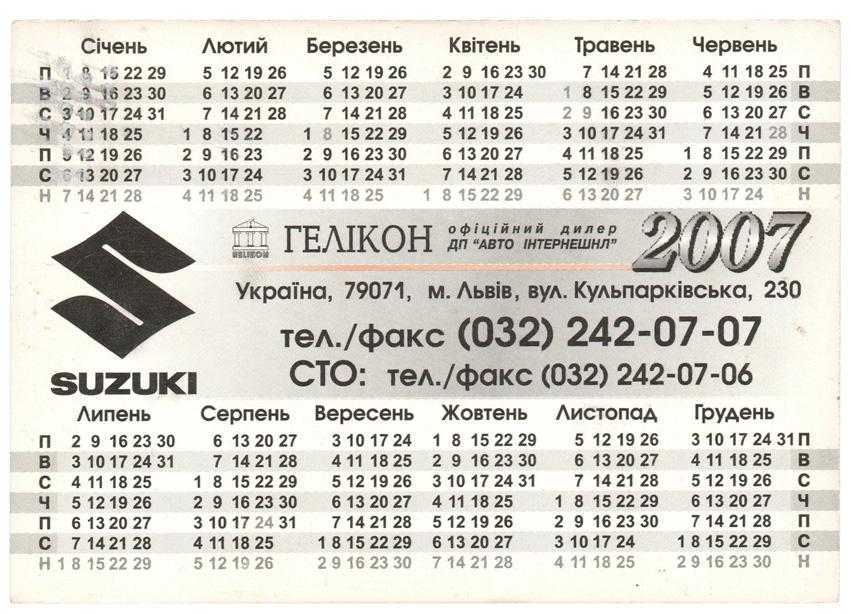 Січень Лютий Березень Квітень Травень Червень
П 1 8 15 22 29 5 12 19 26 5 12 19 26 2 9 16 23 30 7 14 21 28 4 11 18 25 П
В 2 9 16 23 30 6 13 20 27 6 13 20 27 3 10 17 24 1 8 15 22 29 5 12 19 26 В
С 3 10 17 24 31 7 14 21 28 7 14 21 28 4 11 18 25 2 9 16 23 30 6 13 20 27 С
Ч 4 11 18 25 1 8 15 22 1 8 15 22 29 5 12 19 26 3 10 17 24 31 7 14 21 28 Ч
П 5 12 19 26 2 9 16 23 2 9 16 23 30 6 13 20 27 4 11 18 25 1 8 15 22 29 П
С 6 13 20 27 3 10 17 24 3 10 17 24 31 7 14 21 28 5 12 19 26 2 9 16 23 30 С
Н 7 14 21 28 4 11 18 25 4 11 18 25 1 8 15 22 29 6 13 20 27 3 10 17 24 Н
HELIKON ГЕЛІКОН офіційний дилер
ДП "АВТО ІНТЕРНЕШНЛ" 2007
Україна, 79071, м. Львів, вул. Кульпарківська, 230
тел./факс (032) 242-07-07
СТО: тел./факс (032) 242-07-06
SUZUKI
Липень Серпень Вересень Жовтень Листопад Грудень
П 2 9 16 23 30 6 13 20 27 3 10 17 24 1 8 15 22 29 5 12 19 26 3 10 17 24 31 П
В 3 10 17 24 31 7 14 21 28 4 11 18 25 2 9 16 23 30 6 13 20 27 4 11 18 25 В
С 4 11 18 25 1 8 15 22 29 5 12 19 26 3 10 17 24 31 7 14 21 28 5 12 19 26 С
Ч 5 12 19 26 2 9 16 23 30 6 13 20 27 4 11 18 25 1 8 15 22 29 6 13 20 27 Ч
П 6 13 20 27 3 10 17 24 31 7 14 21 28 5 12 19 26 2 9 16 23 30 7 14 21 28 П
С 7 14 21 28 4 11 18 25 1 8 15 22 29 6 13 20 27 3 10 17 24 1 8 15 22 29 С
Н 1 8 15 22 29 5 12 19 26 2 9 16 23 30 7 14 21 28 4 11 18 25 2 9 16 23 30 Н